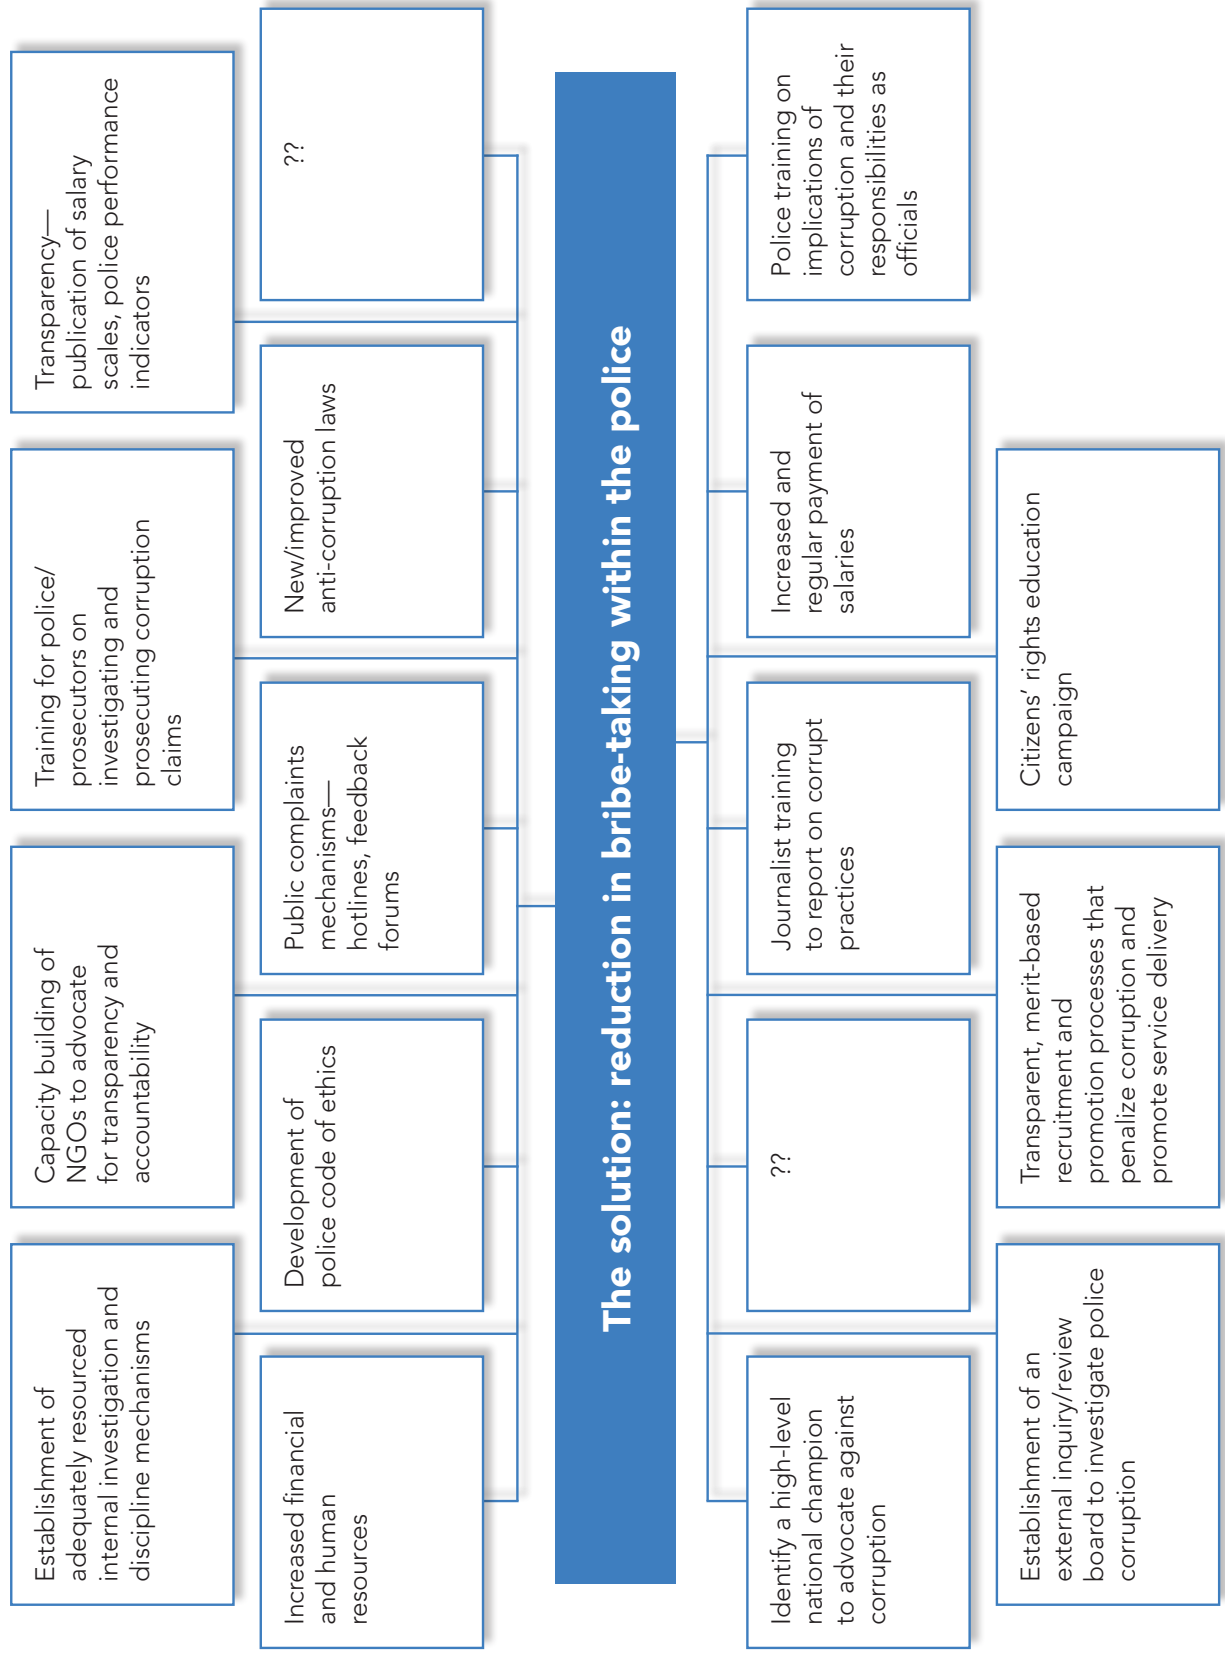 Establishment of
adequately resourced
internal investigation and
discipline mechanisms
Capacity building of
NGOs to advocate
for transparency and
accountability
Training for police/
prosecutors on
investigating and
prosecuting corruption
claims
Transparency—
publication of salary
scales, police performance
indicators
Increased financial
and human
resources
Development of
police code of ethics
Public complaints
mechanisms—
hotlines, feedback
forums
New/improved
anti-corruption laws
??
The solution: reduction in bribe-taking within the police
Identify a high-level
national champion
to advocate against
corruption
??
Journalist training
to report on corrupt
practices
Increased and
regular payment of
salaries
Police training on
implications of
corruption and their
responsibilities as
officials
Establishment of an
external inquiry/review
board to investigate police
corruption
Transparent, merit-based
recruitment and
promotion processes that
penalize corruption and
promote service delivery
Citizens’ rights education
campaign